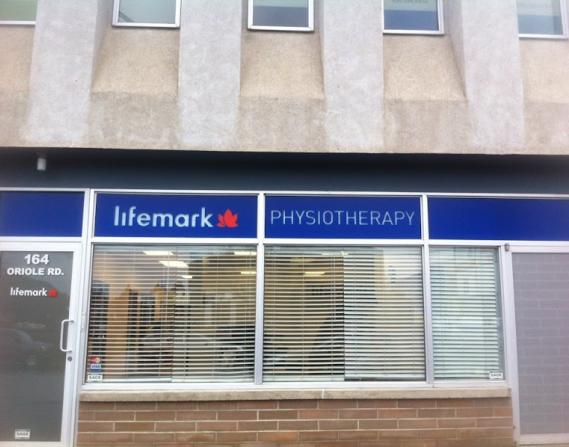 lifemark PHYSIOTHERAPY
164
ORIOLE RD.
lifemark